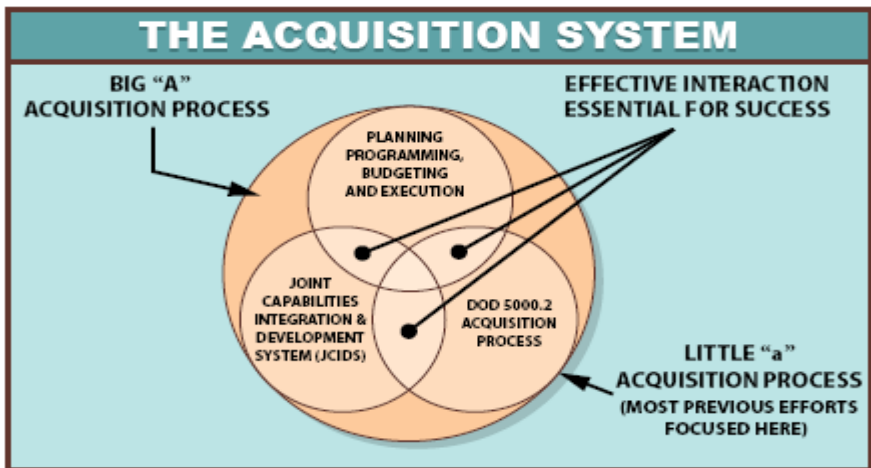 THE ACQUISITION SYSTEM
BIG “A”
ACQUISITION PROCESS
EFFECTIVE INTERACTION
ESSENTIAL FOR SUCCESS
PLANNING
PROGRAMMING,
BUDGETING
AND EXECUTION
JOINT
CAPABILITIES
INTEGRATION &
DEVELOPMENT
SYSTEM (JCIDS)
DOD 5000.2
ACQUISITION
PROCESS
LITTLE “a”
ACQUISITION PROCESS
(MOST PREVIOUS EFFORTS
FOCUSED HERE)